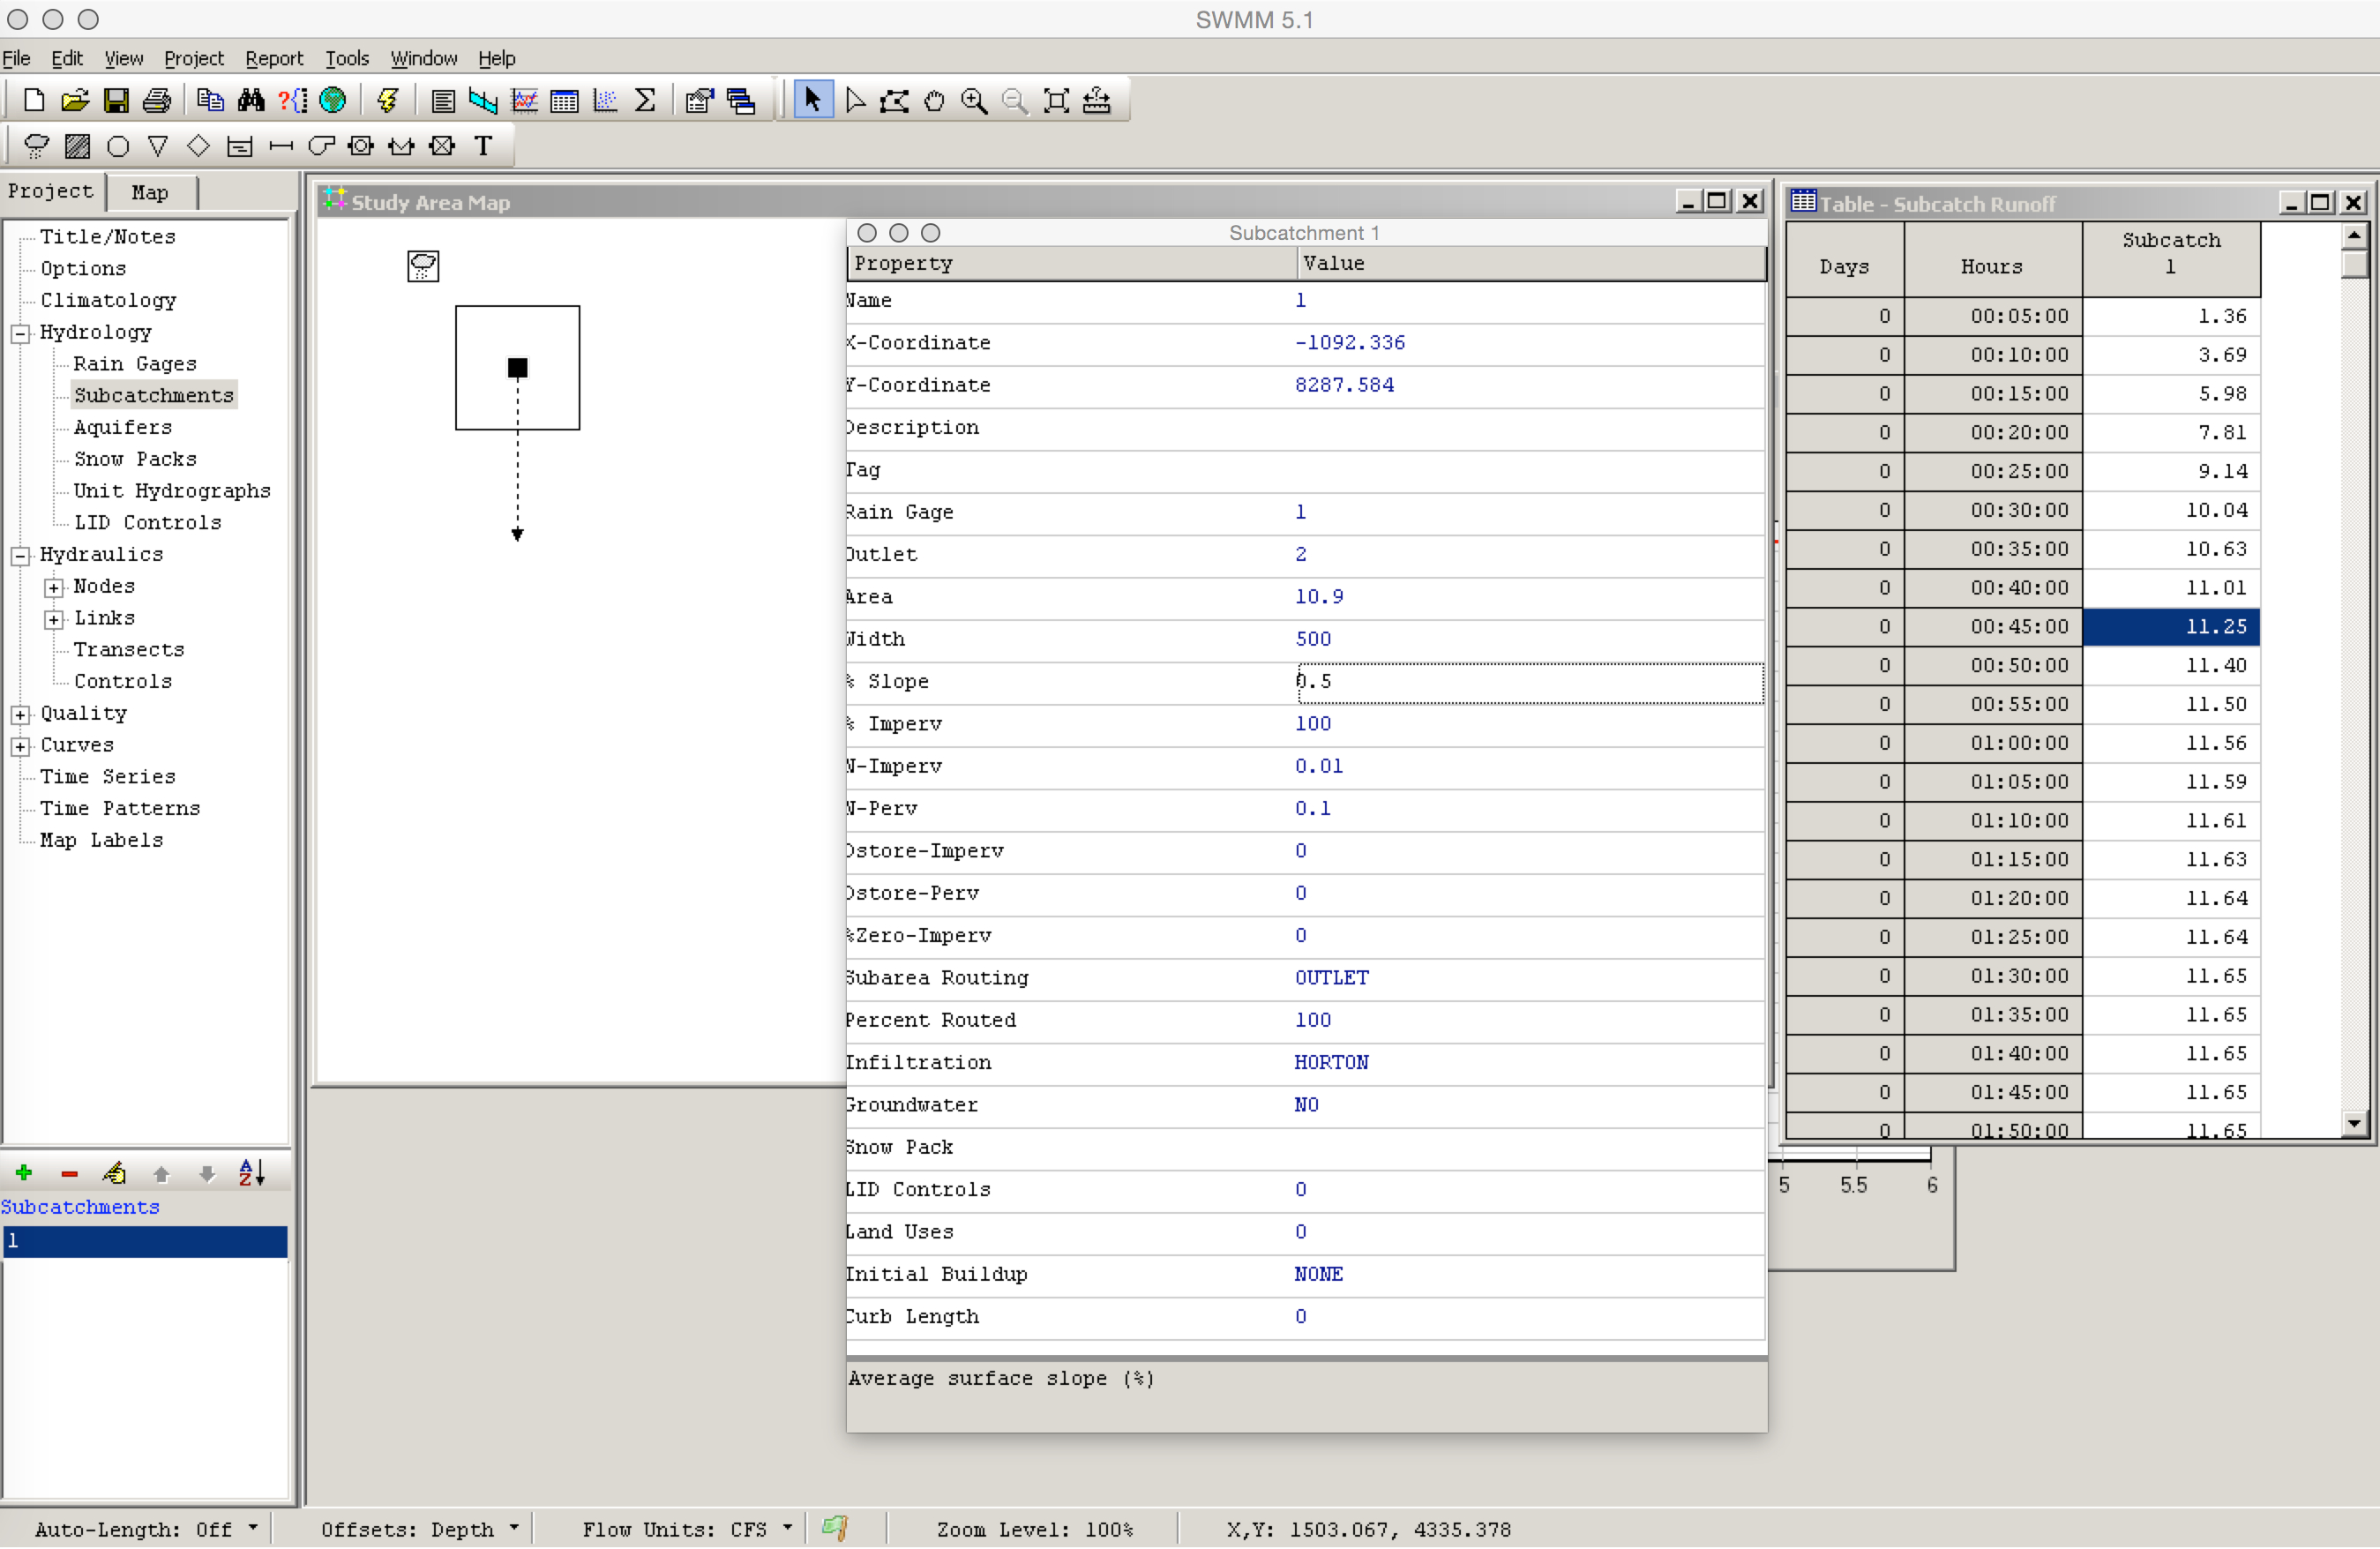 SWMM 5.1
File Edit View Project Report Tools Window Help
T
Project Map
Title/Notes
Options
Climatology
Hydrology
Rain Gages
Subcatchments
Aquifers
Snow Packs
Unit Hydrographs
LID Controls
Hydraulics
Nodes
Links
Transects
Controls
Quality
Curves
Time Series
Time Patterns
Map Labels
Subcatchments
1
Study Area Map
Subcatchment 1
Property Value
Name 1
X-Coordinate -1092.336
Y-Coordinate 8287.584
Description
Tag
Rain Gage 1
Outlet 2
Area 10.9
Width 500
% Slope 0.5
% Imperv 100
N-Imperv 0.01
N-Perv 0.1
Dstore-Imperv 0
Dstore-Perv 0
%Zero-Imperv 0
Subarea Routing OUTLET
Percent Routed 100
Infiltration HORTON
Groundwater NO
Snow Pack
LID Controls 0
Land Uses 0
Initial Buildup NONE
Curb Length 0
Average surface slope (%)
Table - Subcatch Runoff
Days Hours Subcatch 1
0 00:05:00 1.36
0 00:10:00 3.69
0 00:15:00 5.98
0 00:20:00 7.81
0 00:25:00 9.14
0 00:30:00 10.04
0 00:35:00 10.63
0 00:40:00 11.01
0 00:45:00 11.25
0 00:50:00 11.40
0 00:55:00 11.50
0 01:00:00 11.56
0 01:05:00 11.59
0 01:10:00 11.61
0 01:15:00 11.63
0 01:20:00 11.64
0 01:25:00 11.64
0 01:30:00 11.65
0 01:35:00 11.65
0 01:40:00 11.65
0 01:45:00 11.65
0 01:50:00 11.65
5 5.5 6
Auto-Length: Off Offsets: Depth Flow Units: CFS Zoom Level: 100% X,Y: 1503.067, 4335.378